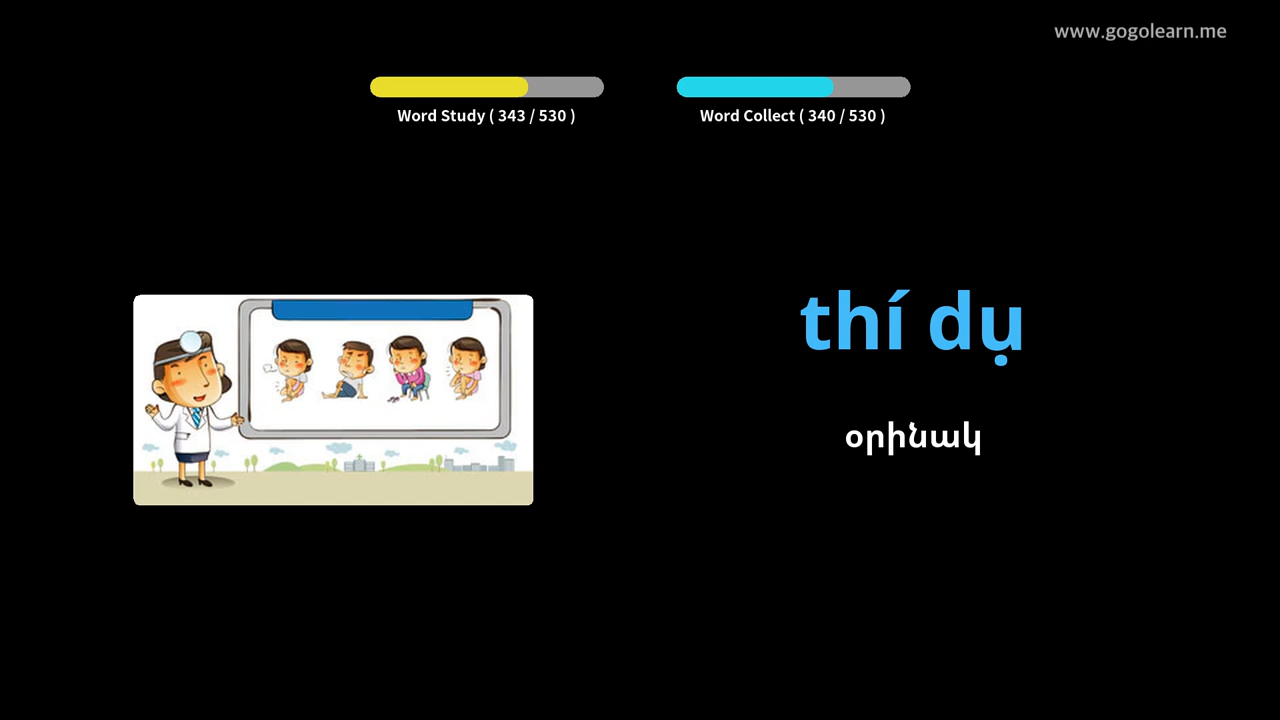 www.gogolearn.me
Word Study ( 343 / 530 )
Word Collect ( 340 / 530 )
thí dụ
օրինակ